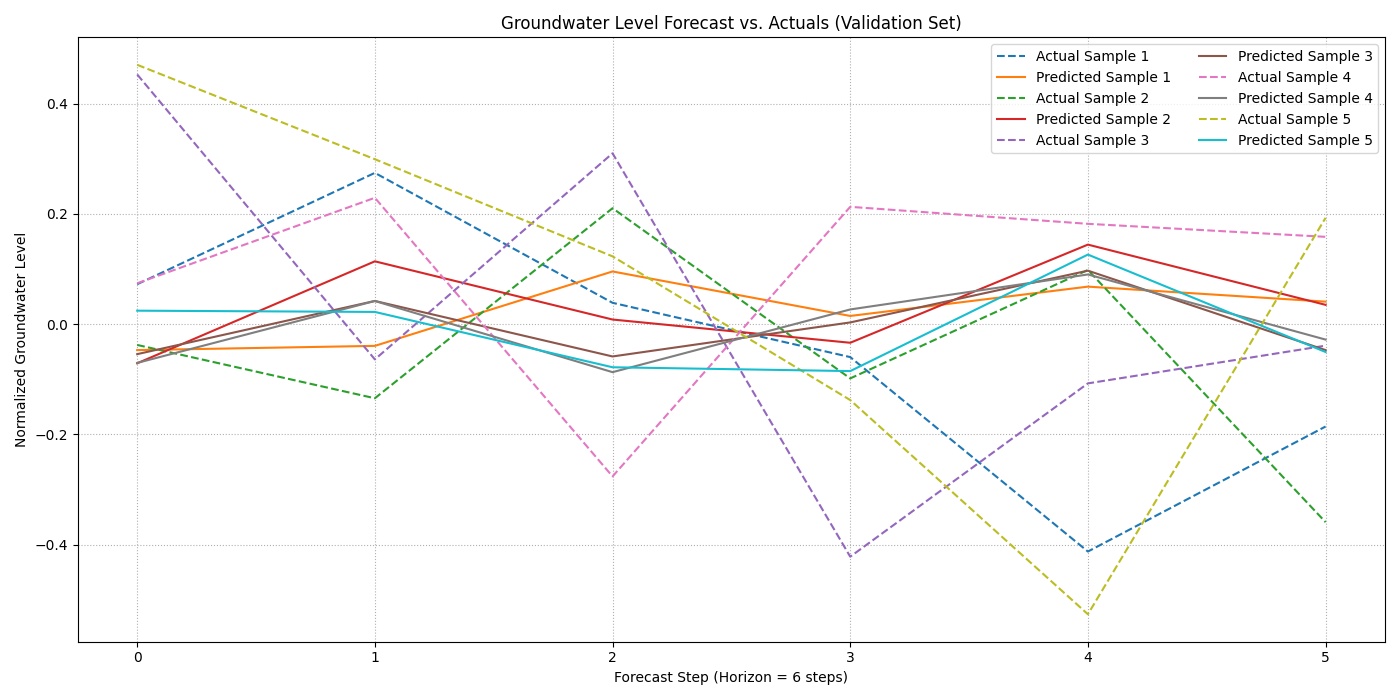 Groundwater Level Forecast vs. Actuals (Validation Set)
Actual Sample 1
Predicted Sample 1
Actual Sample 2
Predicted Sample 2
Actual Sample 3
Predicted Sample 3
Actual Sample 4
Predicted Sample 4
Actual Sample 5
Predicted Sample 5
Normalized Groundwater Level
0.4
0.2
0.0
−0.2
−0.4
0 1 2 3 4 5
Forecast Step (Horizon = 6 steps)